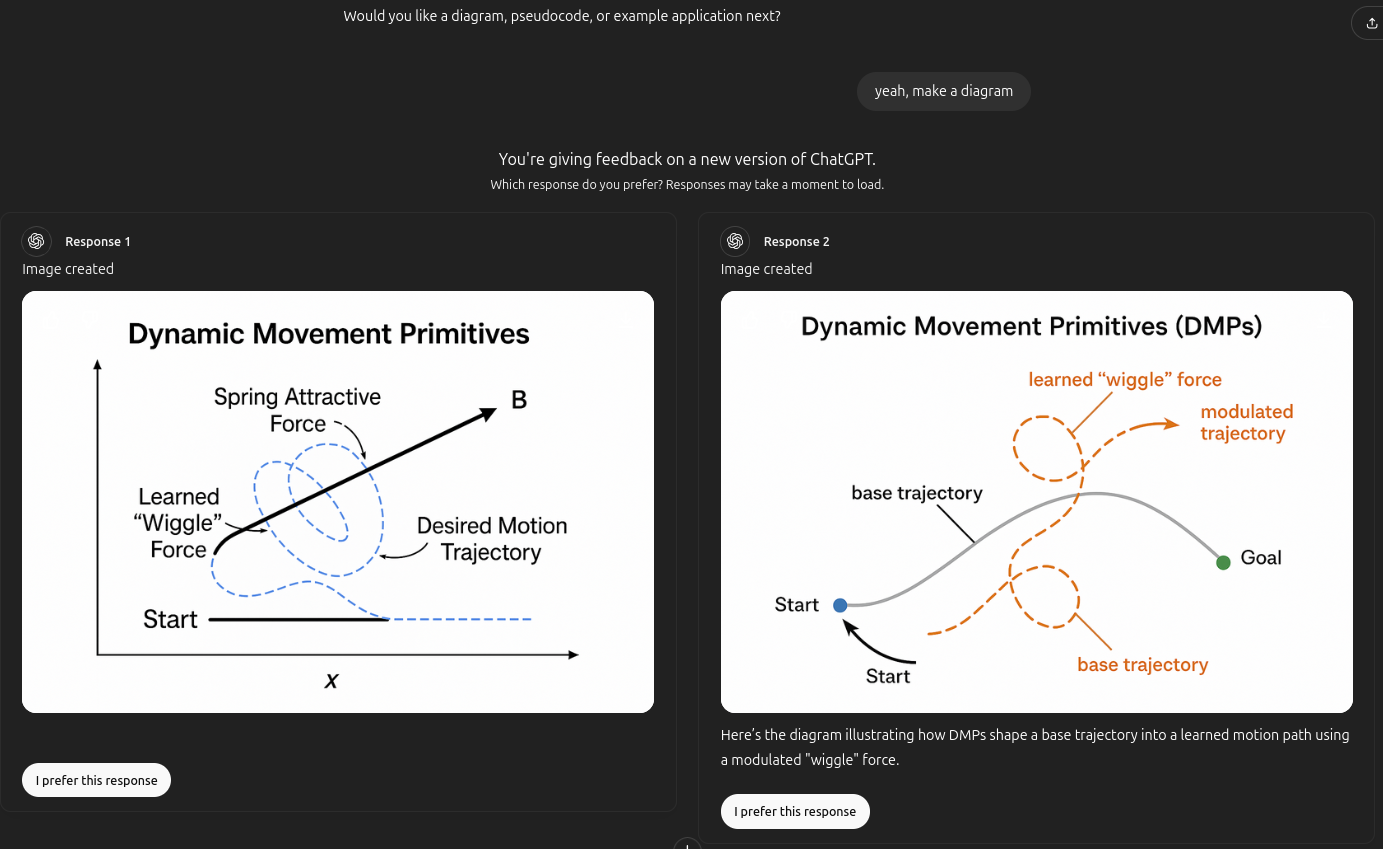 Would you like a diagram, pseudocode, or example application next?
yeah, make a diagram
You're giving feedback on a new version of ChatGPT.
Which response do you prefer? Responses may take a moment to load.
Response 1
Image created
Dynamic Movement Primitives
Spring Attractive
Force
B
Learned
“Wiggle”
Force
Desired Motion
Trajectory
Start
X
I prefer this response
Response 2
Image created
Dynamic Movement Primitives (DMPs)
learned “wiggle” force
modulated
trajectory
base trajectory
Goal
Start
Start
base trajectory
Here’s the diagram illustrating how DMPs shape a base trajectory into a learned motion path using
a modulated "wiggle" force.
I prefer this response